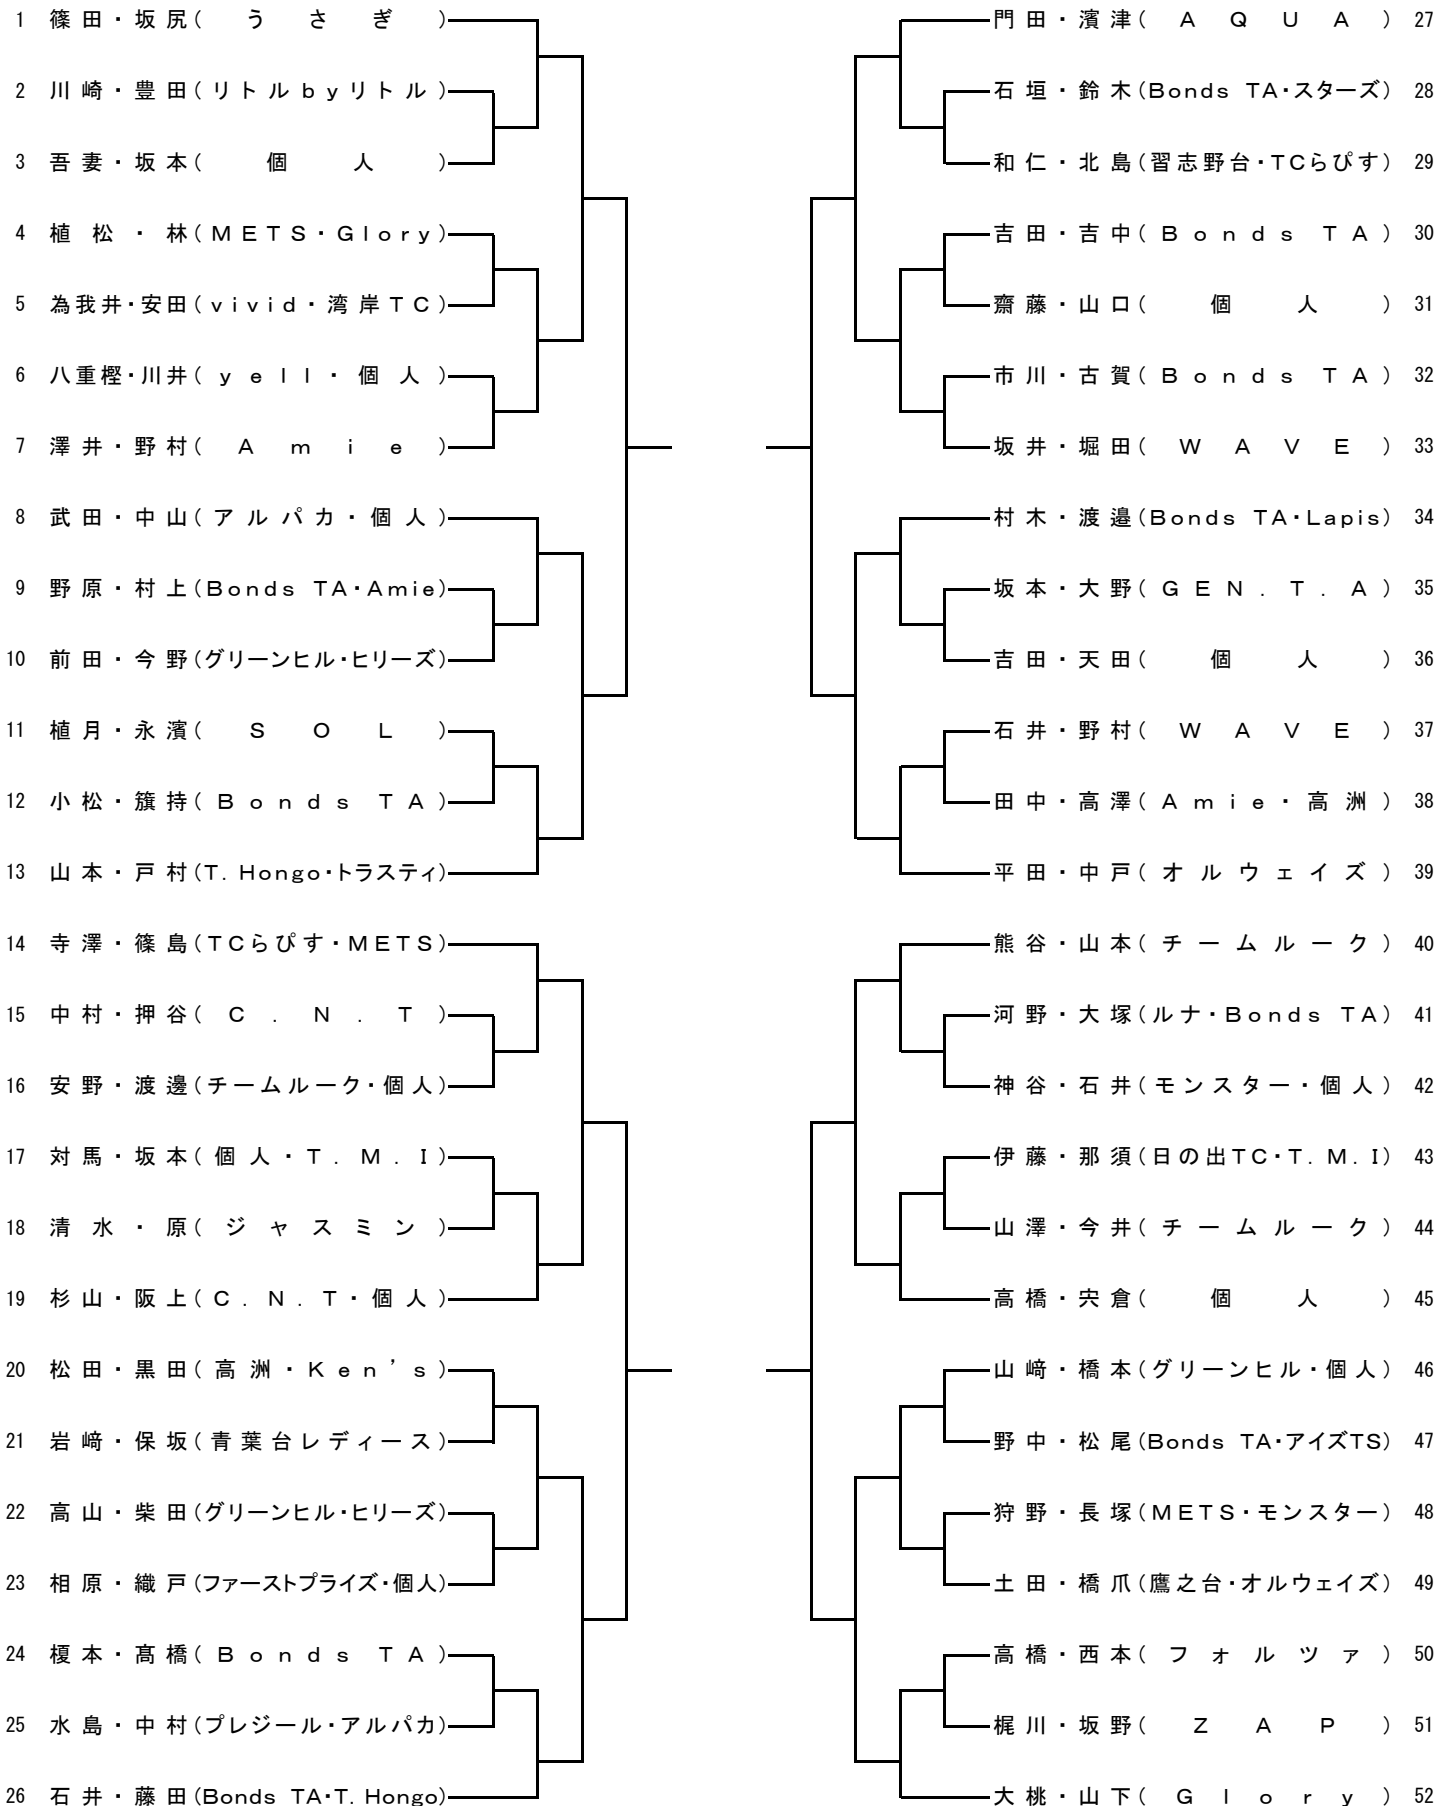 1 篠田・坂尻(うさぎ)
2 川崎・豊田(リトルbyリトル)
3 吾妻・坂本(個人)
4 植松・林(METS・Glory)
5 為我井・安田(vivid・湾岸TC)
6 八重樫・川井(yell・個人)
7 澤井・野村(Amie)
8 武田・中山(アルパカ・個人)
9 野原・村上(Bonds TA・Amie)
10 前田・今野(グリーンヒル・ヒリーズ)
11 植月・永濱(SOL)
12 小松・籏持(Bonds TA)
13 山本・戸村(T. Hongo・トラスティ)
14 寺澤・篠島(TCらぴす・METS)
15 中村・押谷(C.N.T)
16 安野・渡邊(チームルーク・個人)
17 対馬・坂本(個人・T.M.I)
18 清水・原(ジャスミン)
19 杉山・阪上(C.N.T・個人)
20 松田・黒田(高洲・Ken's)
21 岩﨑・保坂(青葉台レディース)
22 高山・柴田(グリーンヒル・ヒリーズ)
23 相原・織戸(ファーストプライズ・個人)
24 榎本・髙橋(Bonds TA)
25 水島・中村(プレジール・アルパカ)
26 石井・藤田(Bonds TA・T. Hongo)
門田・濱津(AQUA) 27
石垣・鈴木(Bonds TA・スターズ) 28
和仁・北島(習志野台・TCらぴす) 29
吉田・吉中(Bonds TA) 30
齋藤・山口(個人) 31
市川・古賀(Bonds TA) 32
坂井・堀田(WAVE) 33
村木・渡邉(Bonds TA・Lapis) 34
坂本・大野(GEN.T.A) 35
吉田・天田(個人) 36
石井・野村(WAVE) 37
田中・高澤(Amie・高洲) 38
平田・中戸(オルウェイズ) 39
熊谷・山本(チームルーク) 40
河野・大塚(ルナ・Bonds TA) 41
神谷・石井(モンスター・個人) 42
伊藤・那須(日の出TC・T.M.I) 43
山澤・今井(チームルーク) 44
高橋・宍倉(個人) 45
山﨑・橋本(グリーンヒル・個人) 46
野中・松尾(Bonds TA・アイズTS) 47
狩野・長塚(METS・モンスター) 48
土田・橋爪(鷹之台・オルウェイズ) 49
高橋・西本(フォルツァ) 50
梶川・坂野(ZAP) 51
大桃・山下(Glory) 52